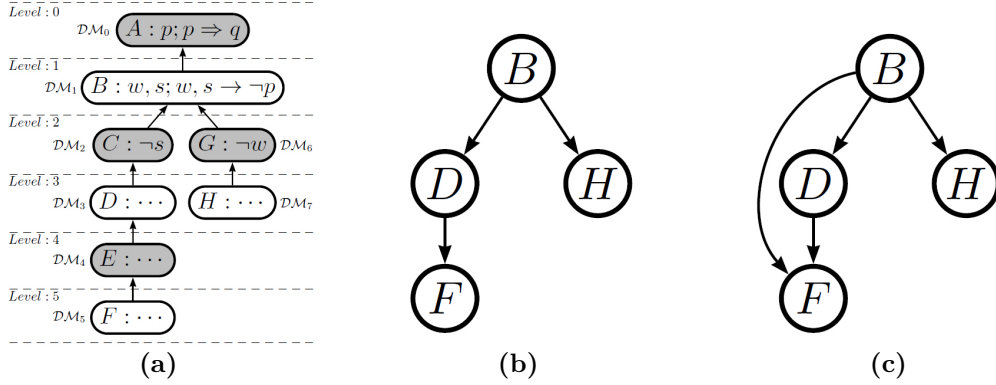 Level : 0
DM₀ A : p; p ⇒ q
Level : 1
DM₁ B : w, s; w, s → ¬p
Level : 2
DM₂ C : ¬s G : ¬w DM₆
Level : 3
DM₃ D : ⋯ H : ⋯ DM₇
Level : 4
DM₄ E : ⋯
Level : 5
DM₅ F : ⋯
(a)
B
D H
F
(b)
B
D H
F
(c)